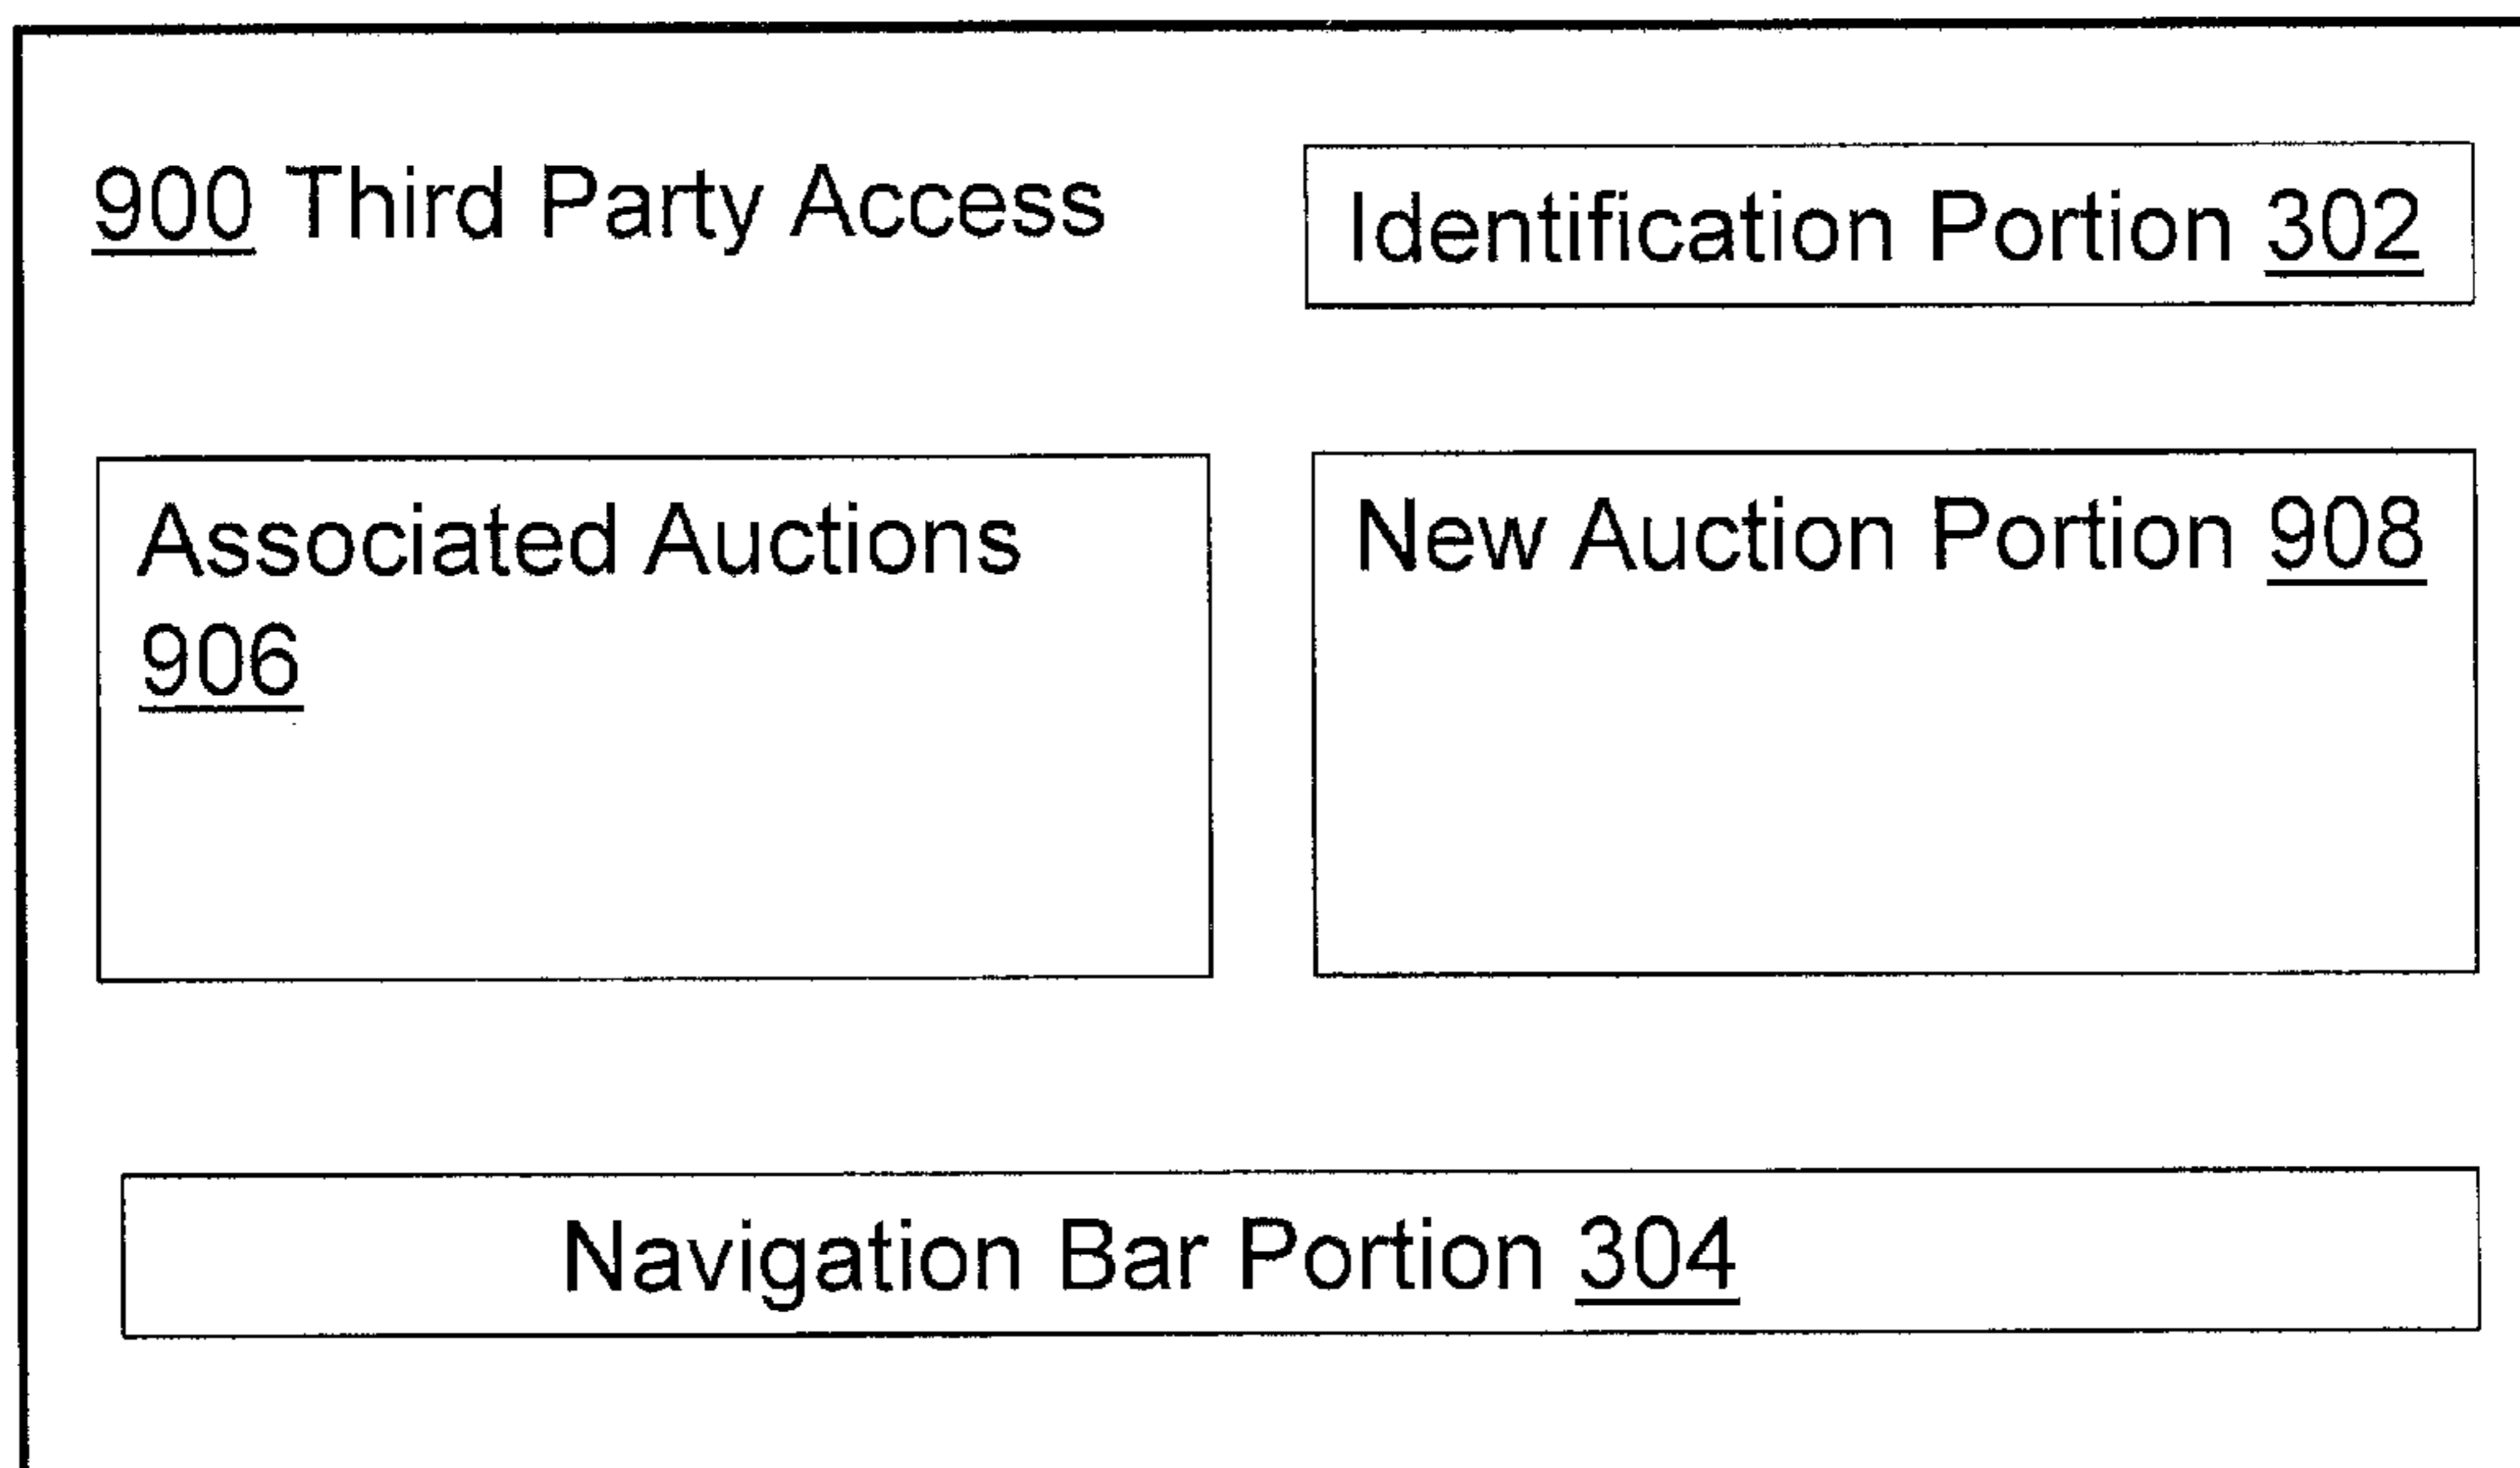 900 Third Party Access
Identification Portion 302
Associated Auctions
906
New Auction Portion 908
Navigation Bar Portion 304